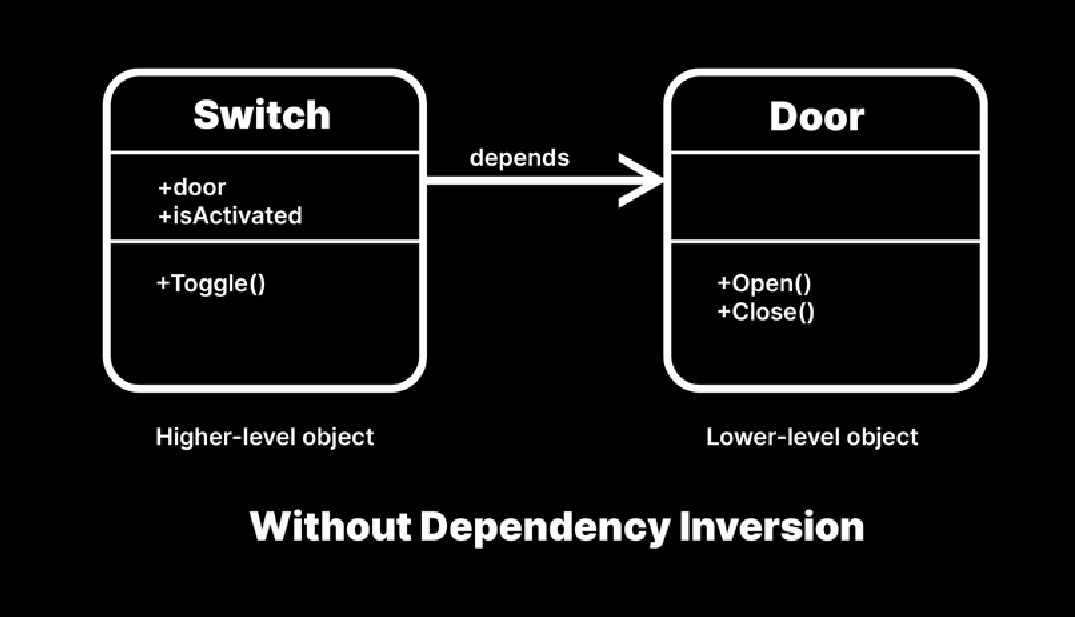 Switch
+door
+isActivated
+Toggle()
depends
Door
+Open()
+Close()
Higher-level object
Lower-level object
Without Dependency Inversion